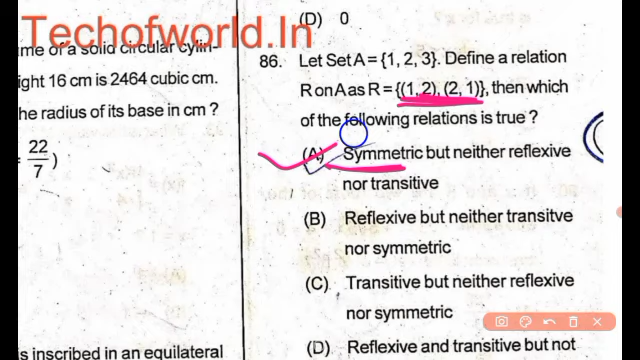 Techofworld.In
(D) 0
me of a solid circular cylin-
ight 16 cm is 2464 cubic cm.
he radius of its base in cm ?
22
7
)
86. Let Set A = {1, 2, 3}. Define a relation
R on A as R = {(1, 2), (2, 1)}, then which
of the following relations is true ?
(A) Symmetric but neither reflexive
nor transitive
(B) Reflexive but neither transitve
nor symmetric
(C) Transitive but neither reflexive
nor symmetric
(D) Reflexive and transitive but not
is inscribed in an equilateral